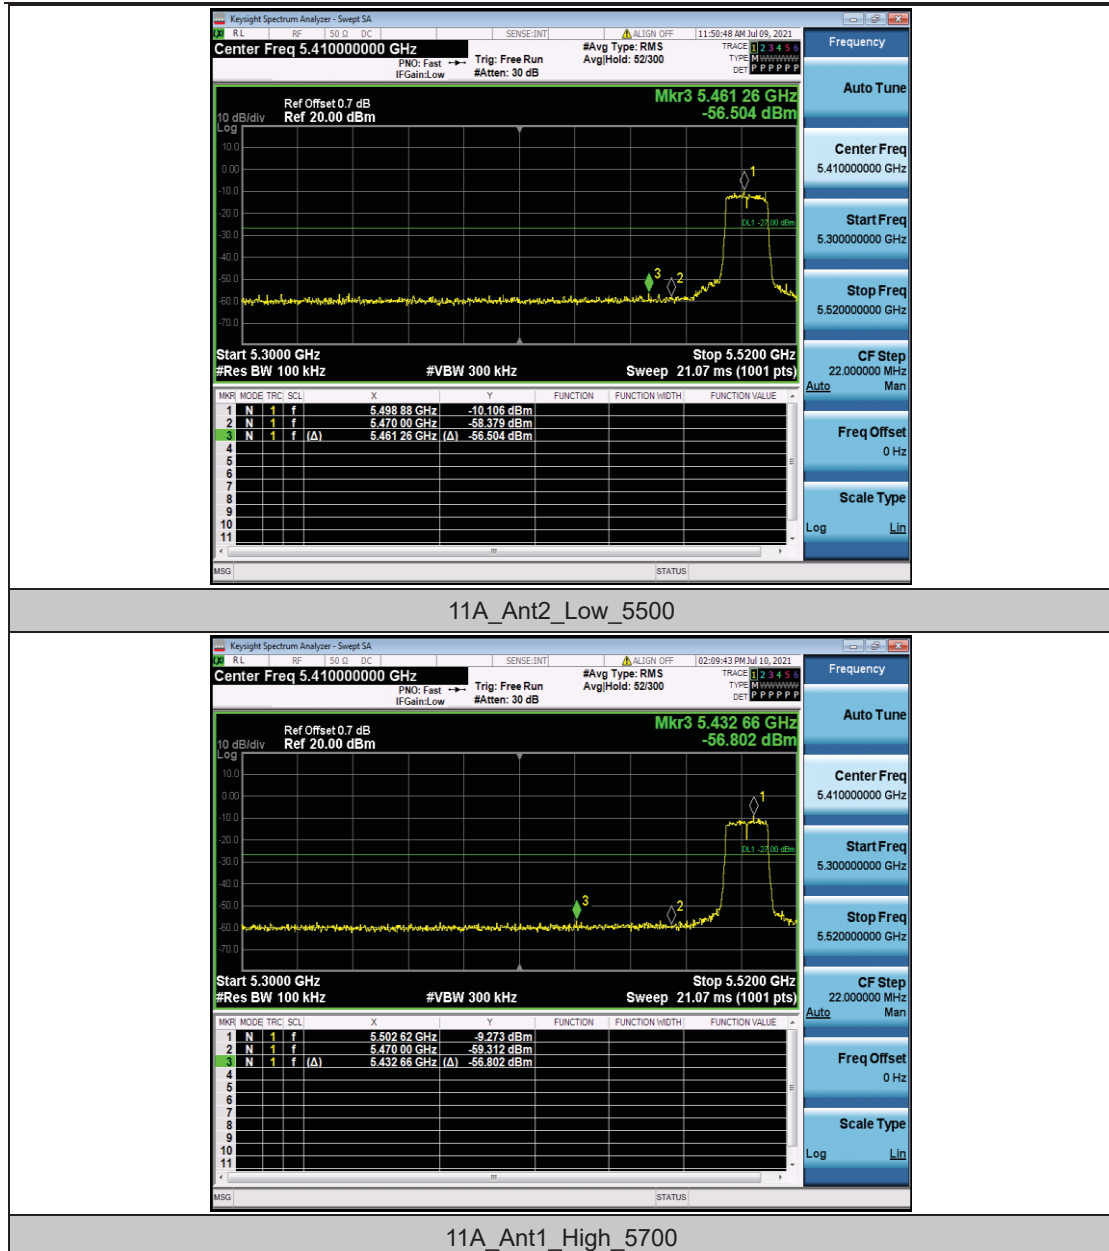 Keysight Spectrum Analyzer - Swept SA
RL RF 50 Ω DC SENSE:INT ALIGN OFF 11:50:48 AM Jul 09, 2021
Center Freq 5.410000000 GHz #Avg Type: RMS TRACE 1 2 3 4 5 6
PNO: Fast Trig: Free Run Avg|Hold: 52/300 TYPE M WWWWW
IFGain:Low #Atten: 30 dB DET P P P P P P
Mkr3 5.461 26 GHz
-56.504 dBm
Ref Offset 0.7 dB
10 dB/div Ref 20.00 dBm
Log
10.0
0.00
-10.0
-20.0
-30.0
-40.0
-50.0
-60.0
-70.0
1
DL1 -27.00 dBm
3
2
Start 5.3000 GHz Stop 5.5200 GHz
#Res BW 100 kHz #VBW 300 kHz Sweep 21.07 ms (1001 pts)
MKR MODE TRC SCL X Y FUNCTION FUNCTION WIDTH FUNCTION VALUE
1 N 1 f 5.498 88 GHz -10.106 dBm
2 N 1 f 5.470 00 GHz -58.379 dBm
3 N 1 f (Δ) 5.461 26 GHz (Δ) -56.504 dBm
4
5
6
7
8
9
10
11
MSG STATUS
Frequency
Auto Tune
Center Freq
5.410000000 GHz
Start Freq
5.300000000 GHz
Stop Freq
5.520000000 GHz
CF Step
22.000000 MHz
Auto Man
Freq Offset
0 Hz
Scale Type
Log Lin
11A_Ant2_Low_5500
Keysight Spectrum Analyzer - Swept SA
RL RF 50 Ω DC SENSE:INT ALIGN OFF 02:09:43 PM Jul 10, 2021
Center Freq 5.410000000 GHz #Avg Type: RMS TRACE 1 2 3 4 5 6
PNO: Fast Trig: Free Run Avg|Hold: 52/300 TYPE M WWWWW
IFGain:Low #Atten: 30 dB DET P P P P P P
Mkr3 5.432 66 GHz
-56.802 dBm
Ref Offset 0.7 dB
10 dB/div Ref 20.00 dBm
Log
10.0
0.00
-10.0
-20.0
-30.0
-40.0
-50.0
-60.0
-70.0
1
DL1 -27.00 dBm
3
2
Start 5.3000 GHz Stop 5.5200 GHz
#Res BW 100 kHz #VBW 300 kHz Sweep 21.07 ms (1001 pts)
MKR MODE TRC SCL X Y FUNCTION FUNCTION WIDTH FUNCTION VALUE
1 N 1 f 5.502 62 GHz -9.273 dBm
2 N 1 f 5.470 00 GHz -59.312 dBm
3 N 1 f (Δ) 5.432 66 GHz (Δ) -56.802 dBm
4
5
6
7
8
9
10
11
MSG STATUS
Frequency
Auto Tune
Center Freq
5.410000000 GHz
Start Freq
5.300000000 GHz
Stop Freq
5.520000000 GHz
CF Step
22.000000 MHz
Auto Man
Freq Offset
0 Hz
Scale Type
Log Lin
11A_Ant1_High_5700